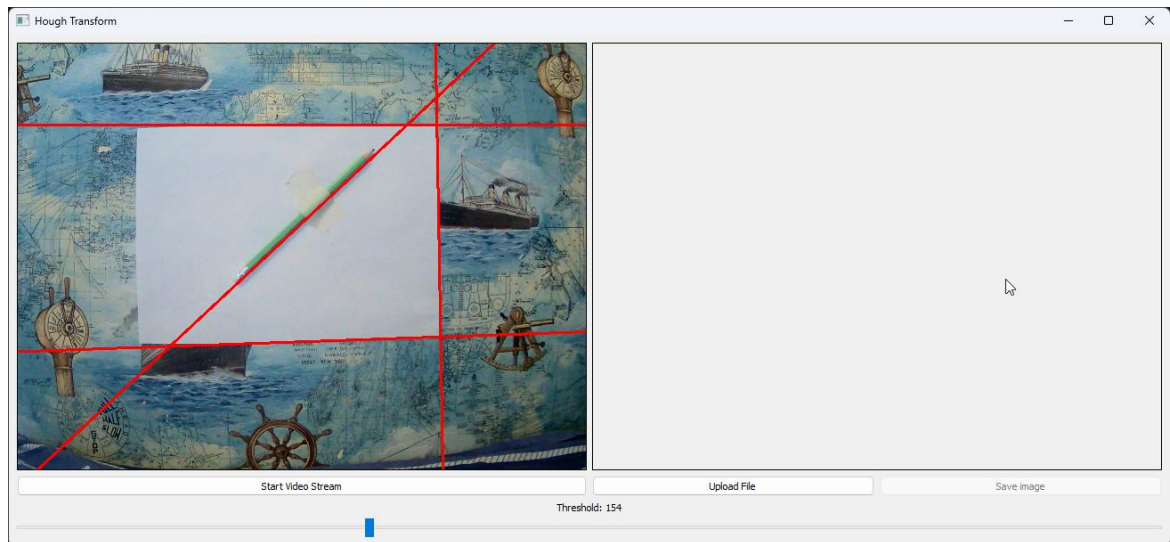 Hough Transform
Start Video Stream
Upload File
Save image
Threshold: 154